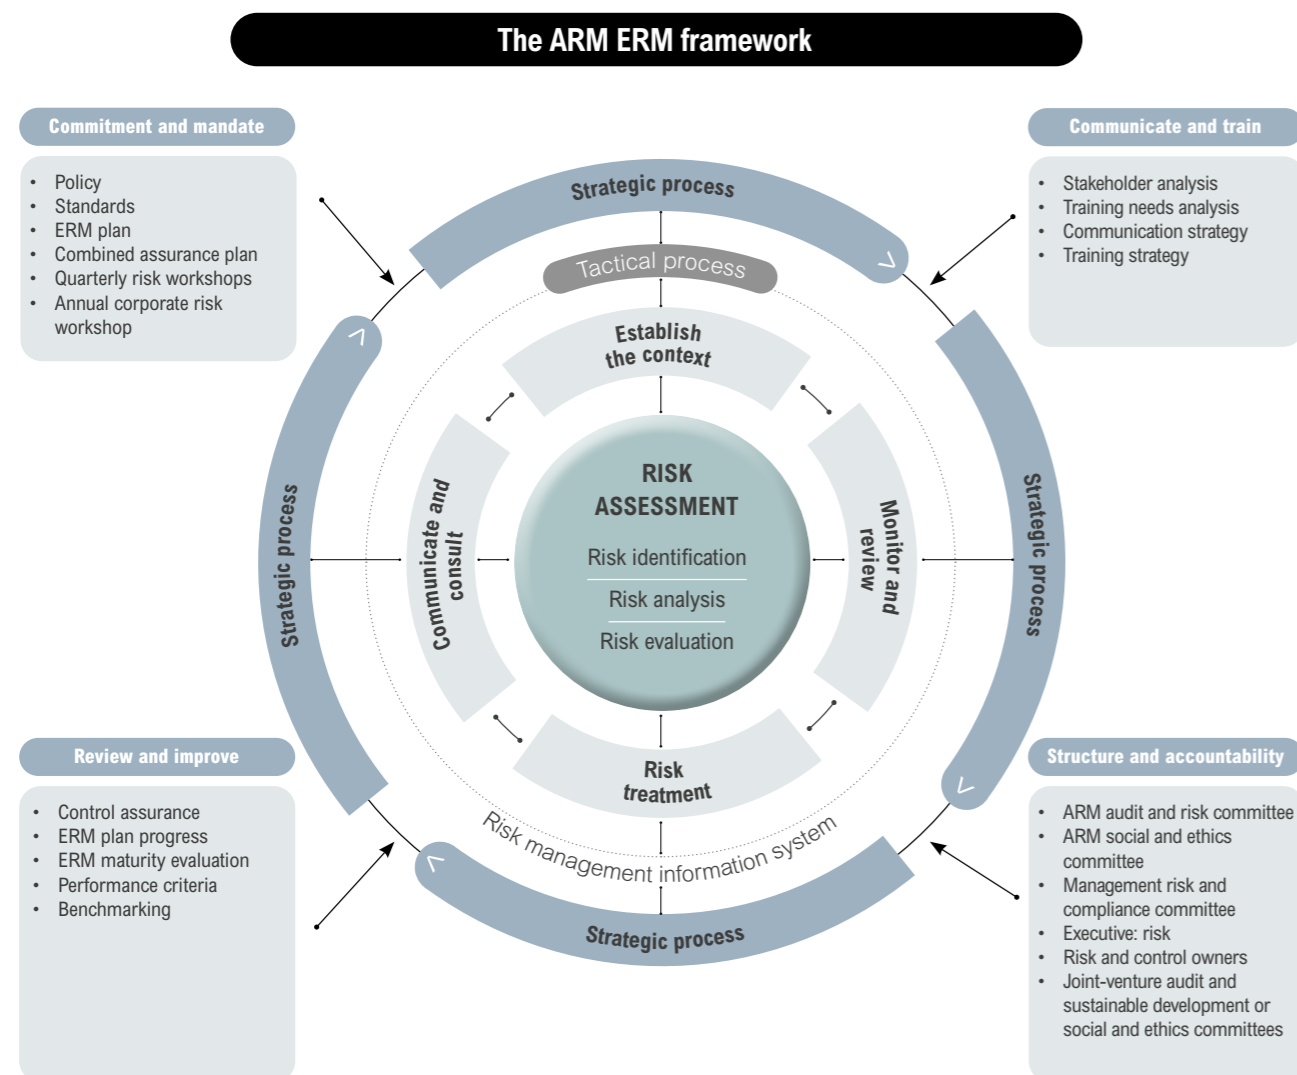 The ARM ERM framework
Commitment and mandate
• Policy
• Standards
• ERM plan
• Combined assurance plan
• Quarterly risk workshops
• Annual corporate risk
workshop
Communicate and train
• Stakeholder analysis
• Training needs analysis
• Communication strategy
• Training strategy
Strategic process
Tactical process
Establish
the context
Strategic process
Communicate and
consult
RISK
ASSESSMENT
Risk identification
Risk analysis
Risk evaluation
Monitor and
review
Strategic process
Risk
treatment
Risk management information system
Strategic process
Review and improve
• Control assurance
• ERM plan progress
• ERM maturity evaluation
• Performance criteria
• Benchmarking
Structure and accountability
• ARM audit and risk committee
• ARM social and ethics
committee
• Management risk and
compliance committee
• Executive: risk
• Risk and control owners
• Joint-venture audit and
sustainable development or
social and ethics committees